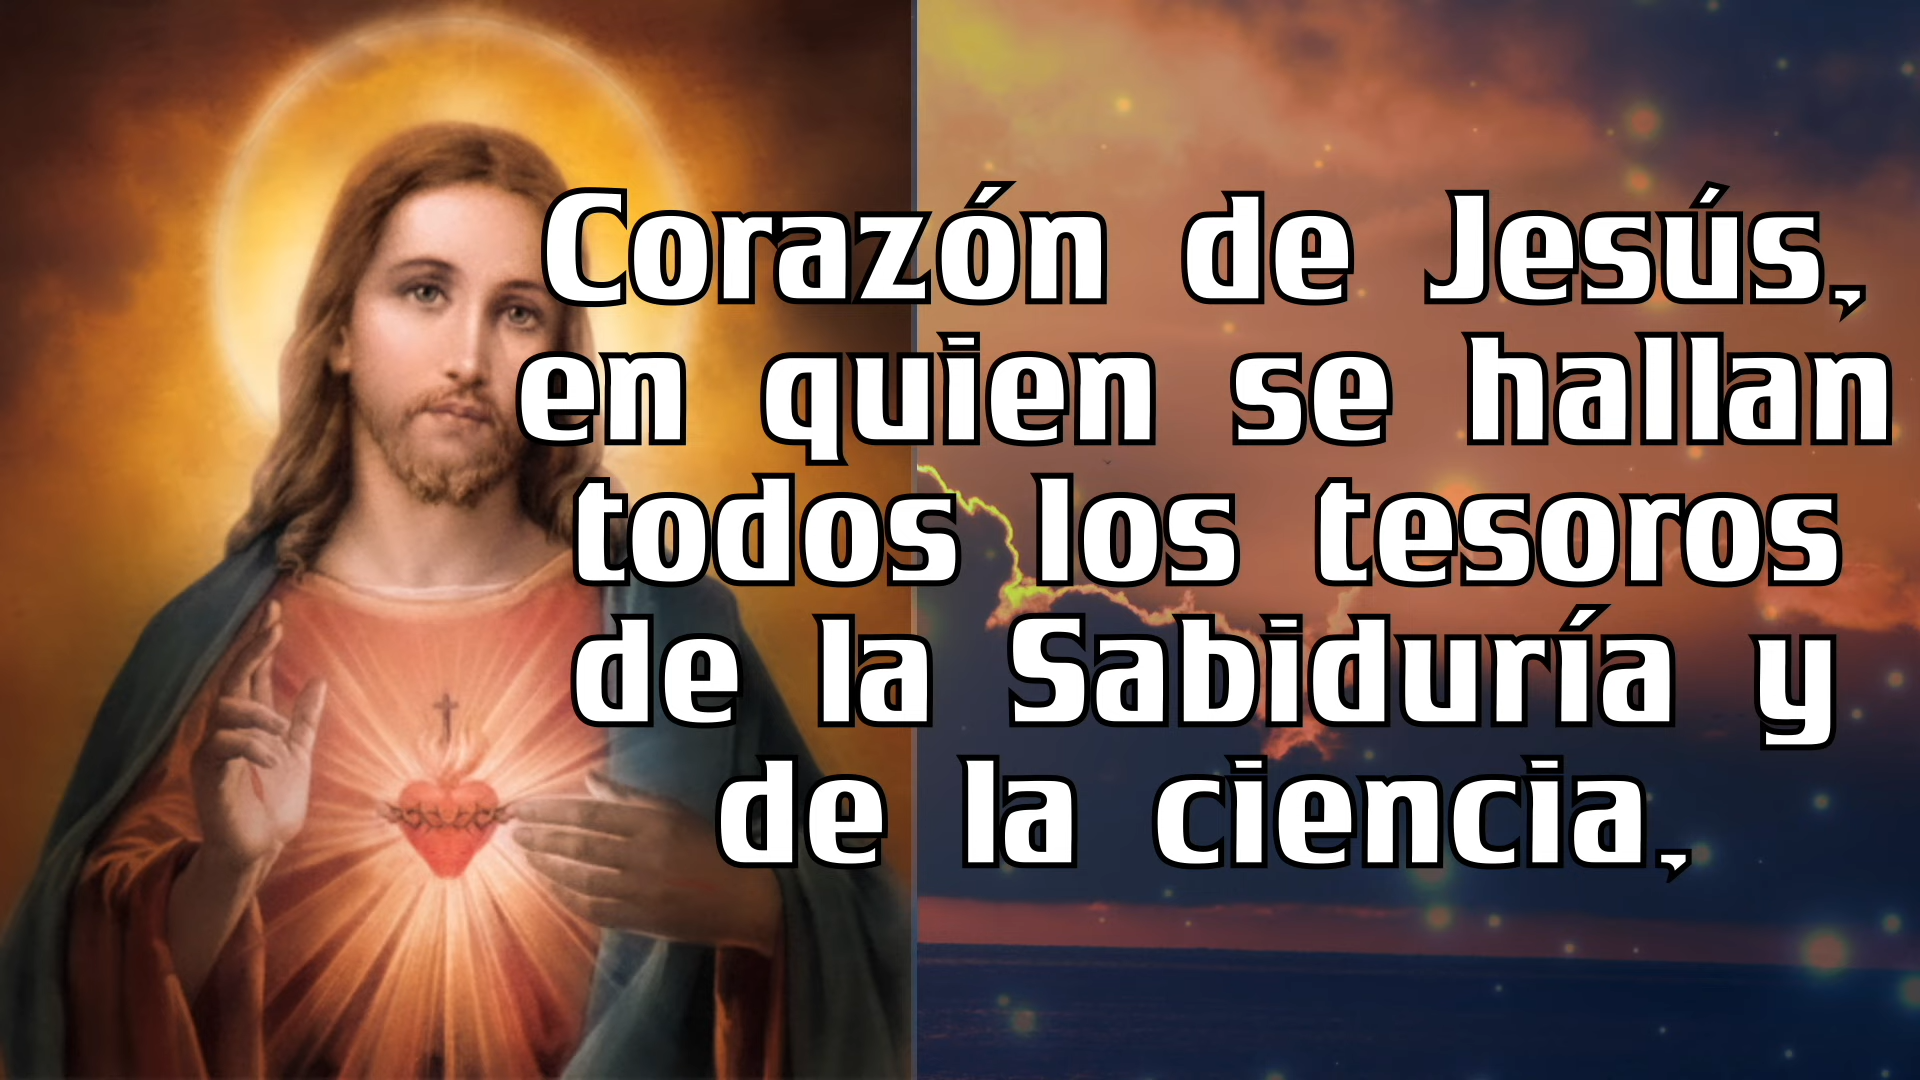 Corazón de Jesús,
en quien se hallan
todos los tesoros
de la Sabiduría y
de la ciencia,